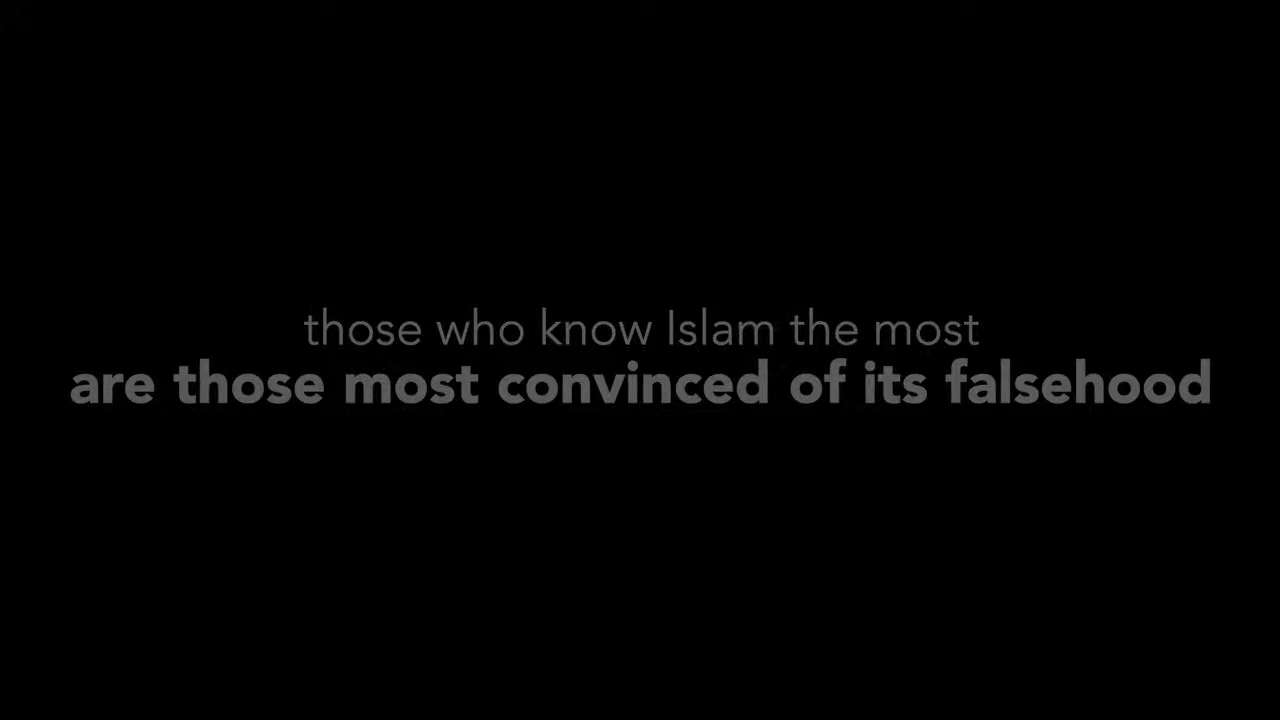 those who know Islam the most
are those most convinced of its falsehood